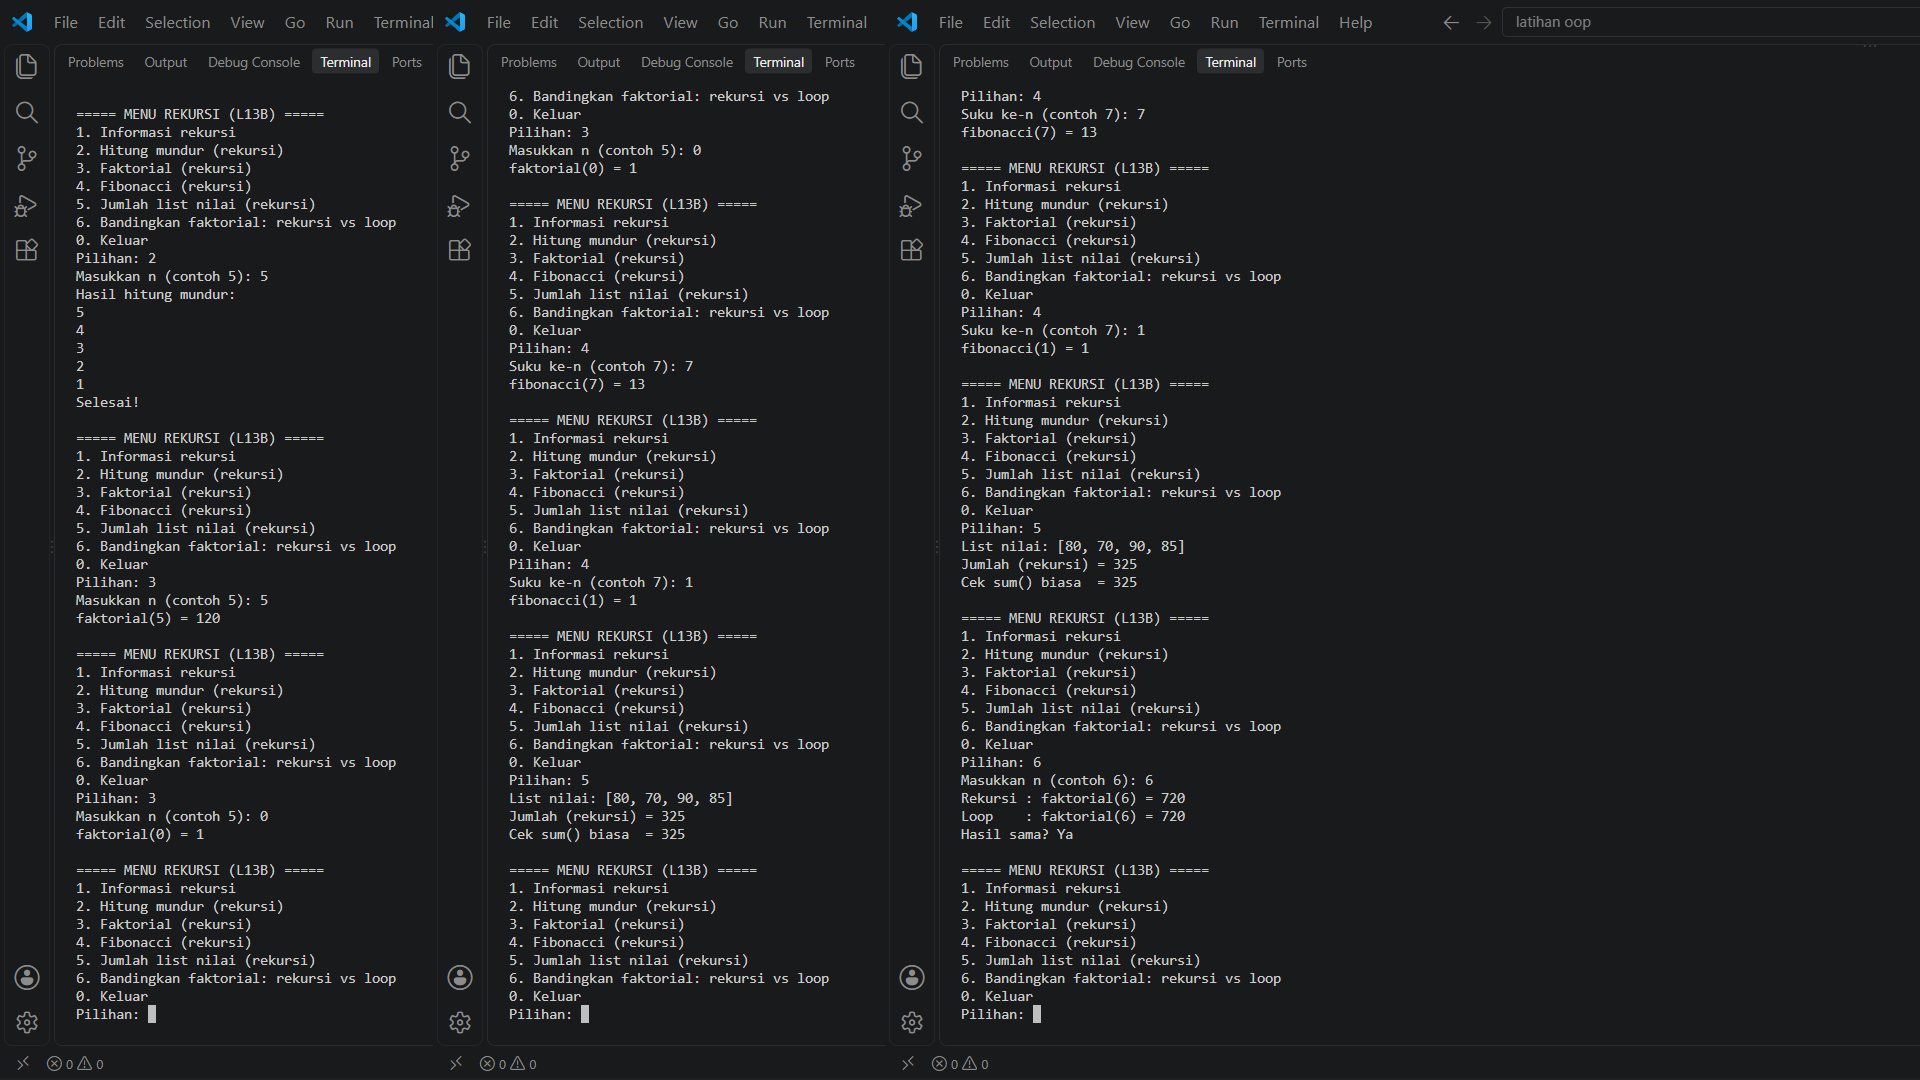 File Edit Selection View Go Run Terminal
Problems Output Debug Console Terminal Ports
===== MENU REKURSI (L13B) =====
1. Informasi rekursi
2. Hitung mundur (rekursi)
3. Faktorial (rekursi)
4. Fibonacci (rekursi)
5. Jumlah list nilai (rekursi)
6. Bandingkan faktorial: rekursi vs loop
0. Keluar
Pilihan: 2
Masukkan n (contoh 5): 5
Hasil hitung mundur:
5
4
3
2
1
Selesai!
===== MENU REKURSI (L13B) =====
1. Informasi rekursi
2. Hitung mundur (rekursi)
3. Faktorial (rekursi)
4. Fibonacci (rekursi)
5. Jumlah list nilai (rekursi)
6. Bandingkan faktorial: rekursi vs loop
0. Keluar
Pilihan: 3
Masukkan n (contoh 5): 5
faktorial(5) = 120
===== MENU REKURSI (L13B) =====
1. Informasi rekursi
2. Hitung mundur (rekursi)
3. Faktorial (rekursi)
4. Fibonacci (rekursi)
5. Jumlah list nilai (rekursi)
6. Bandingkan faktorial: rekursi vs loop
0. Keluar
Pilihan: 3
Masukkan n (contoh 5): 0
faktorial(0) = 1
===== MENU REKURSI (L13B) =====
1. Informasi rekursi
2. Hitung mundur (rekursi)
3. Faktorial (rekursi)
4. Fibonacci (rekursi)
5. Jumlah list nilai (rekursi)
6. Bandingkan faktorial: rekursi vs loop
0. Keluar
Pilihan:
0 0
File Edit Selection View Go Run Terminal
Problems Output Debug Console Terminal Ports
6. Bandingkan faktorial: rekursi vs loop
0. Keluar
Pilihan: 3
Masukkan n (contoh 5): 0
faktorial(0) = 1
===== MENU REKURSI (L13B) =====
1. Informasi rekursi
2. Hitung mundur (rekursi)
3. Faktorial (rekursi)
4. Fibonacci (rekursi)
5. Jumlah list nilai (rekursi)
6. Bandingkan faktorial: rekursi vs loop
0. Keluar
Pilihan: 4
Suku ke-n (contoh 7): 7
fibonacci(7) = 13
===== MENU REKURSI (L13B) =====
1. Informasi rekursi
2. Hitung mundur (rekursi)
3. Faktorial (rekursi)
4. Fibonacci (rekursi)
5. Jumlah list nilai (rekursi)
6. Bandingkan faktorial: rekursi vs loop
0. Keluar
Pilihan: 4
Suku ke-n (contoh 7): 1
fibonacci(1) = 1
===== MENU REKURSI (L13B) =====
1. Informasi rekursi
2. Hitung mundur (rekursi)
3. Faktorial (rekursi)
4. Fibonacci (rekursi)
5. Jumlah list nilai (rekursi)
6. Bandingkan faktorial: rekursi vs loop
0. Keluar
Pilihan: 5
List nilai: [80, 70, 90, 85]
Jumlah (rekursi) = 325
Cek sum() biasa  = 325
===== MENU REKURSI (L13B) =====
1. Informasi rekursi
2. Hitung mundur (rekursi)
3. Faktorial (rekursi)
4. Fibonacci (rekursi)
5. Jumlah list nilai (rekursi)
6. Bandingkan faktorial: rekursi vs loop
0. Keluar
Pilihan:
0 0
File Edit Selection View Go Run Terminal Help
latihan oop
Problems Output Debug Console Terminal Ports
Pilihan: 4
Suku ke-n (contoh 7): 7
fibonacci(7) = 13
===== MENU REKURSI (L13B) =====
1. Informasi rekursi
2. Hitung mundur (rekursi)
3. Faktorial (rekursi)
4. Fibonacci (rekursi)
5. Jumlah list nilai (rekursi)
6. Bandingkan faktorial: rekursi vs loop
0. Keluar
Pilihan: 4
Suku ke-n (contoh 7): 1
fibonacci(1) = 1
===== MENU REKURSI (L13B) =====
1. Informasi rekursi
2. Hitung mundur (rekursi)
3. Faktorial (rekursi)
4. Fibonacci (rekursi)
5. Jumlah list nilai (rekursi)
6. Bandingkan faktorial: rekursi vs loop
0. Keluar
Pilihan: 5
List nilai: [80, 70, 90, 85]
Jumlah (rekursi) = 325
Cek sum() biasa  = 325
===== MENU REKURSI (L13B) =====
1. Informasi rekursi
2. Hitung mundur (rekursi)
3. Faktorial (rekursi)
4. Fibonacci (rekursi)
5. Jumlah list nilai (rekursi)
6. Bandingkan faktorial: rekursi vs loop
0. Keluar
Pilihan: 6
Masukkan n (contoh 6): 6
Rekursi : faktorial(6) = 720
Loop    : faktorial(6) = 720
Hasil sama? Ya
===== MENU REKURSI (L13B) =====
1. Informasi rekursi
2. Hitung mundur (rekursi)
3. Faktorial (rekursi)
4. Fibonacci (rekursi)
5. Jumlah list nilai (rekursi)
6. Bandingkan faktorial: rekursi vs loop
0. Keluar
Pilihan:
0 0